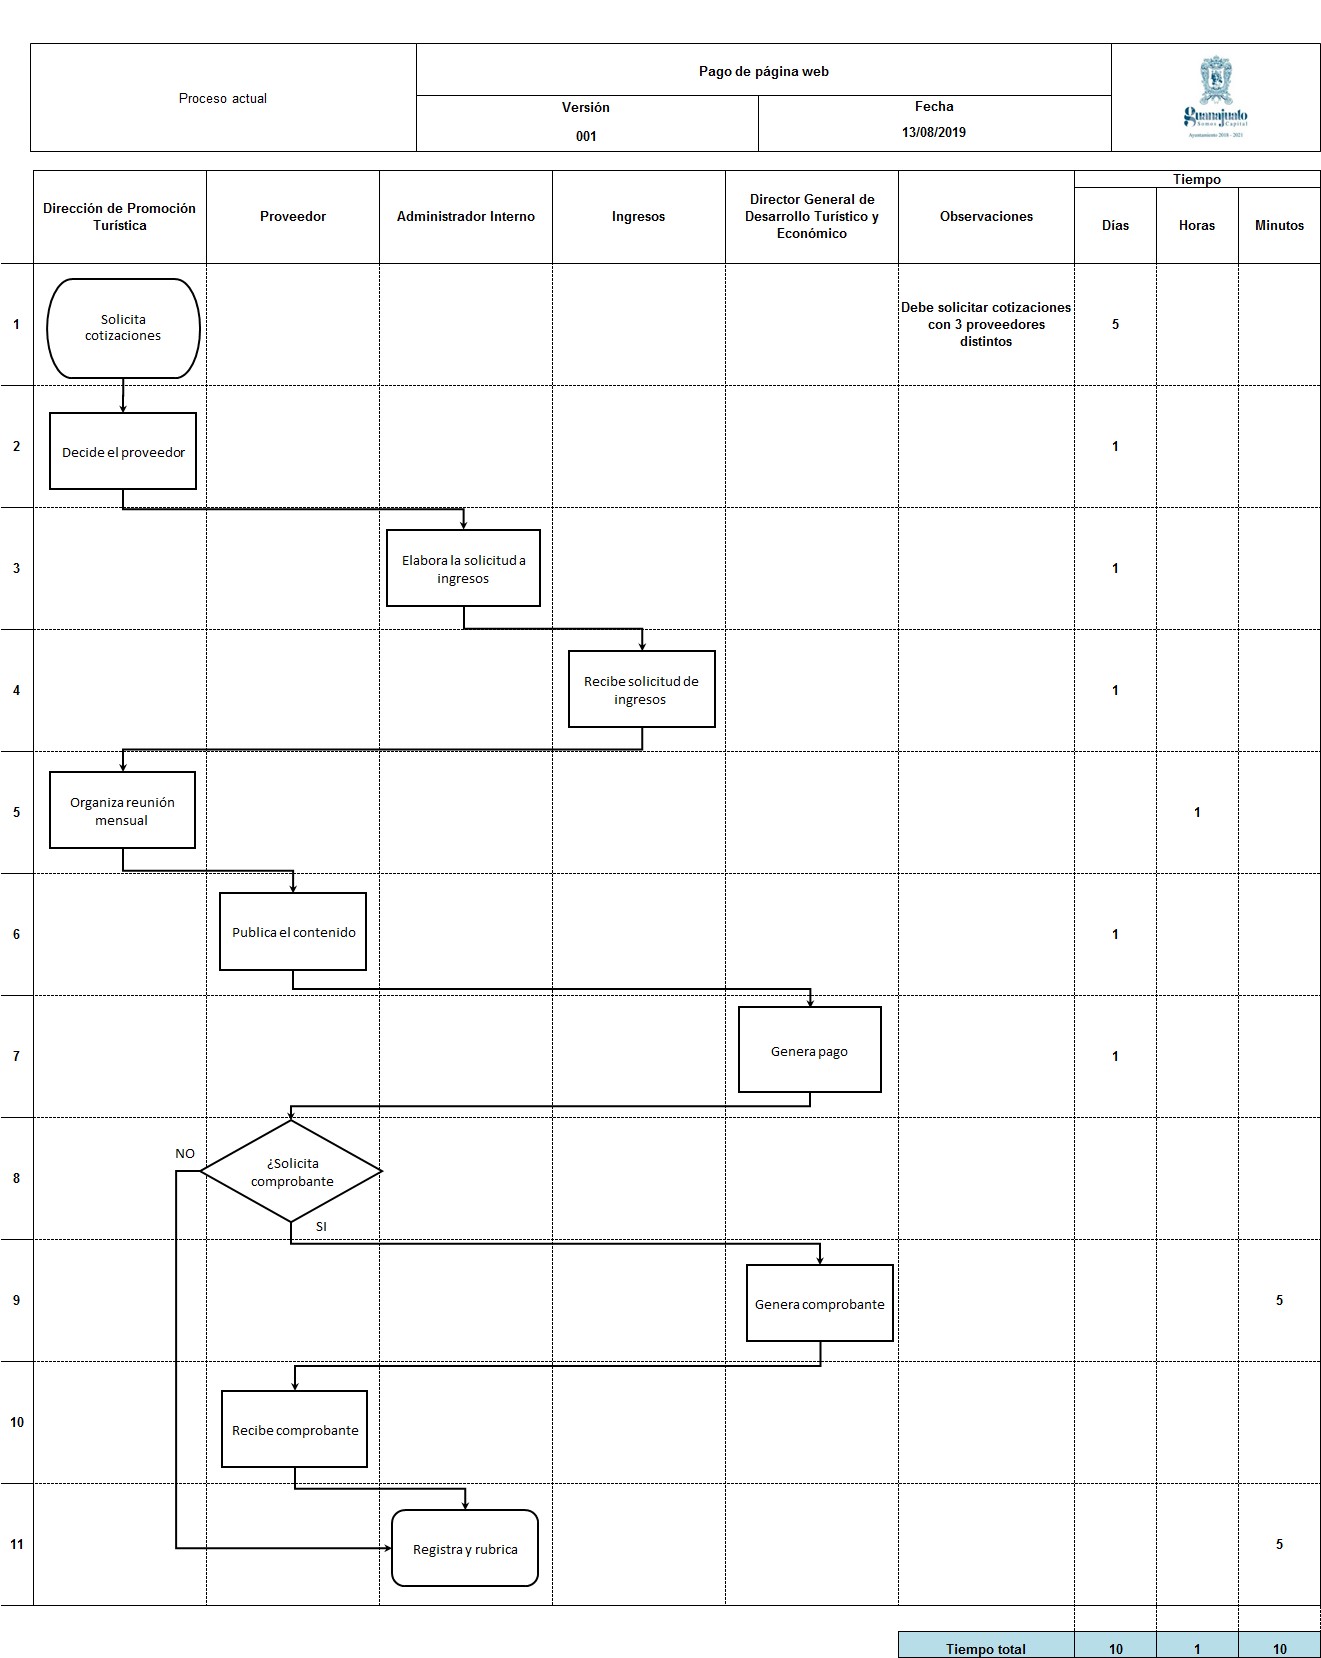 Proceso actual
Pago de página web
Versión
001
Fecha
13/08/2019
guanajuato
Somos Capital
Ayuntamiento 2018 - 2021
Dirección de Promoción
Turística
Proveedor
Administrador Interno
Ingresos
Director General de
Desarrollo Turístico y
Económico
Observaciones
Tiempo
Días
Horas
Minutos
1
Solicita
cotizaciones
Debe solicitar cotizaciones
con 3 proveedores
distintos
5
2
Decide el proveedor
1
3
Elabora la solicitud a
ingresos
1
4
Recibe solicitud de
ingresos
1
5
Organiza reunión
mensual
1
6
Publica el contenido
1
7
Genera pago
1
8
NO
¿Solicita
comprobante
SI
9
Genera comprobante
5
10
Recibe comprobante
11
Registra y rubrica
5
Tiempo total
10
1
10